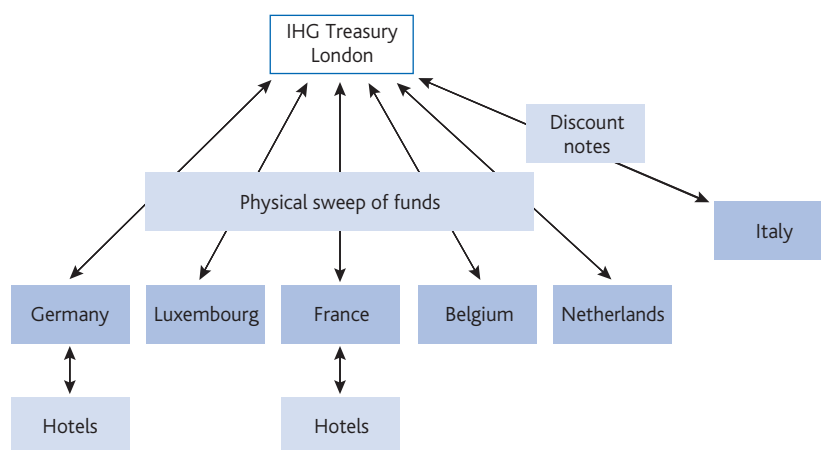 IHG Treasury
London
Discount
notes
Physical sweep of funds
Italy
Germany
Luxembourg
France
Belgium
Netherlands
Hotels
Hotels